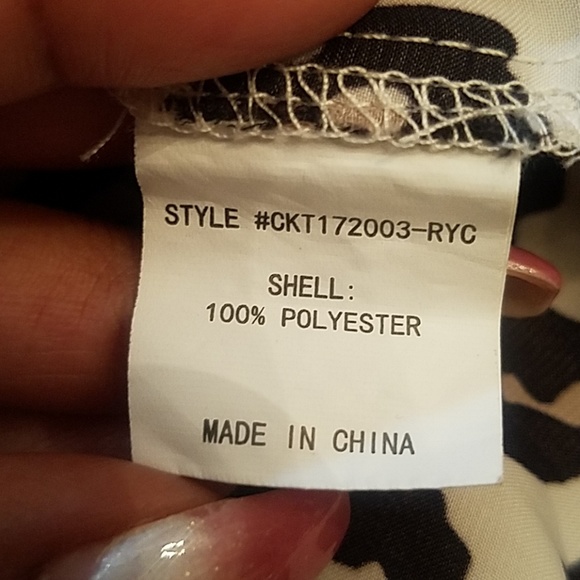 STYLE #CKT172003-RYC
SHELL:
100% POLYESTER
MADE IN CHINA